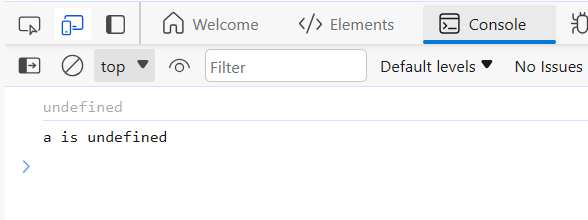 Welcome Elements Console
top Filter Default levels No Issues
undefined
a is undefined